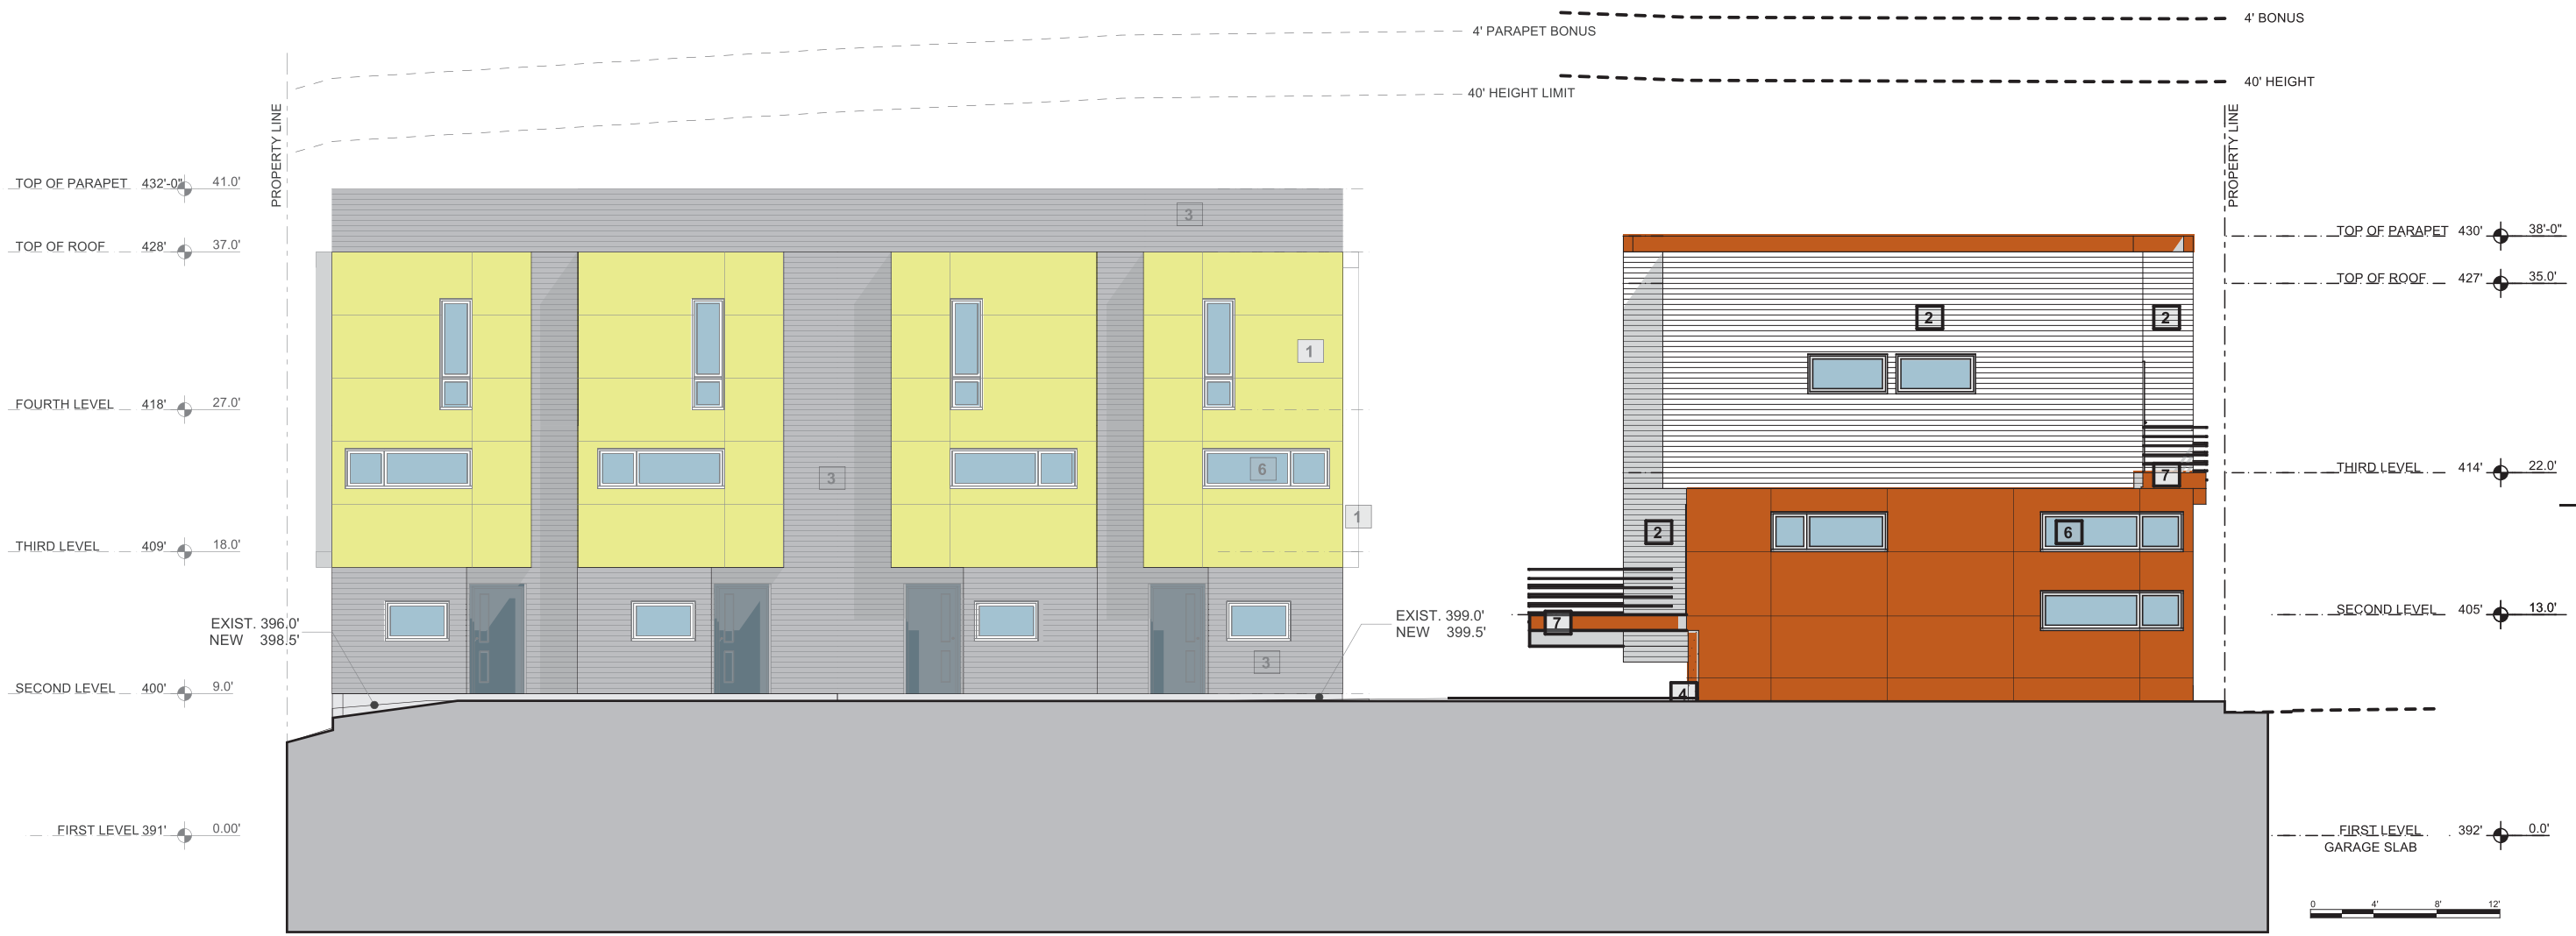 4' BONUS
4' PARAPET BONUS
40' HEIGHT
40' HEIGHT LIMIT
PROPERTY LINE
PROPERTY LINE
TOP OF PARAPET 432'-0" 41.0'
TOP OF ROOF 428' 37.0'
FOURTH LEVEL 418' 27.0'
THIRD LEVEL 409' 18.0'
EXIST. 396.0'
NEW 398.5'
SECOND LEVEL 400' 9.0'
FIRST LEVEL 391' 0.00'
3
1
3
6
1
3
EXIST. 399.0'
NEW 399.5'
2
2
7
2
6
7
4
TOP OF PARAPET 430' 38'-0"
TOP OF ROOF 427' 35.0'
THIRD LEVEL 414' 22.0'
SECOND LEVEL 405' 13.0'
FIRST LEVEL 392' 0.0'
GARAGE SLAB
0 4' 8' 12'